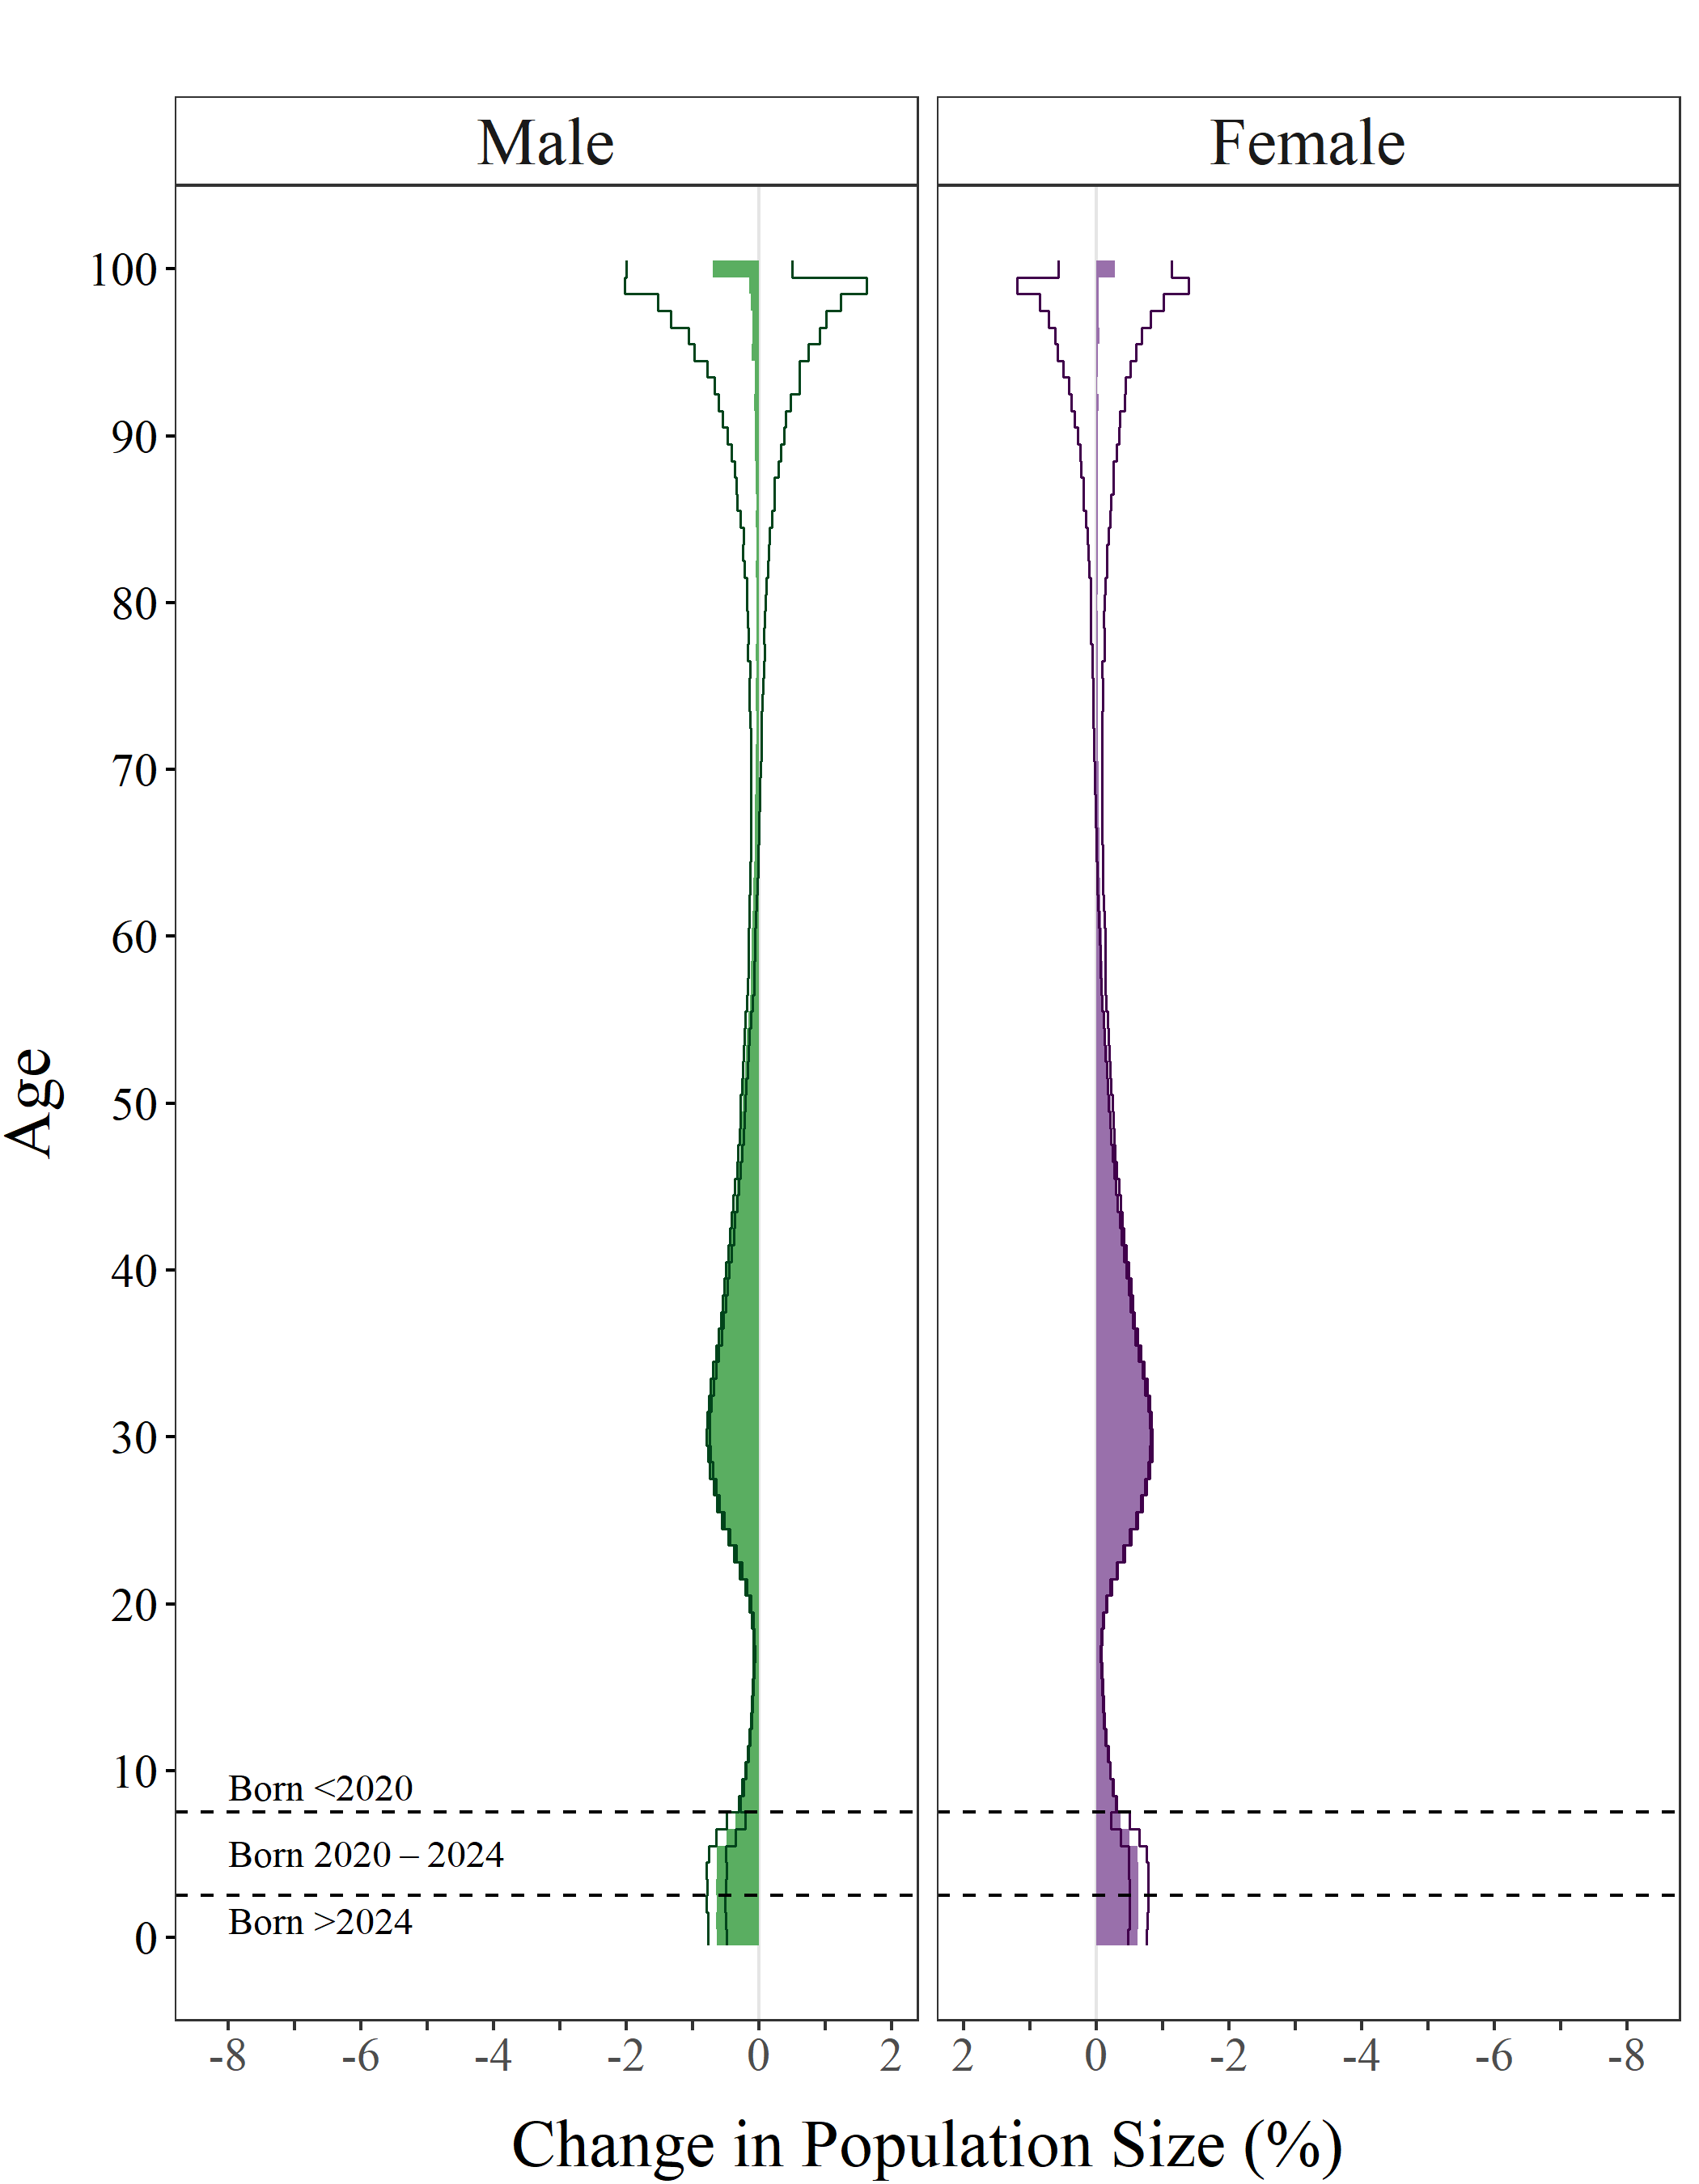 Male
Female
100
90
80
70
60
50
40
30
20
10
0
Age
Born <2020
Born 2020 – 2024
Born >2024
-8 -6 -4 -2 0 2
2 0 -2 -4 -6 -8
Change in Population Size (%)